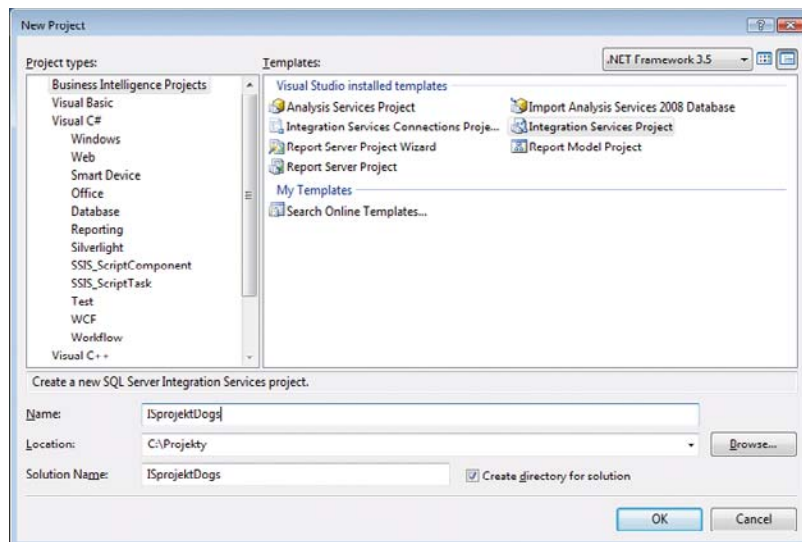 New Project
Project types:
Templates:
.NET Framework 3.5
Business Intelligence Projects
Visual Basic
Visual C#
Windows
Web
Smart Device
Office
Database
Reporting
Silverlight
SSIS_ScriptComponent
SSIS_ScriptTask
Test
WCF
Workflow
Visual C++
Visual Studio installed templates
Analysis Services Project
Import Analysis Services 2008 Database
Integration Services Connections Proje...
Integration Services Project
Report Server Project Wizard
Report Model Project
Report Server Project
My Templates
Search Online Templates...
Create a new SQL Server Integration Services project.
Name:
ISprojektDogs
Location:
C:\Projekty
Browse...
Solution Name:
ISprojektDogs
Create directory for solution
OK
Cancel